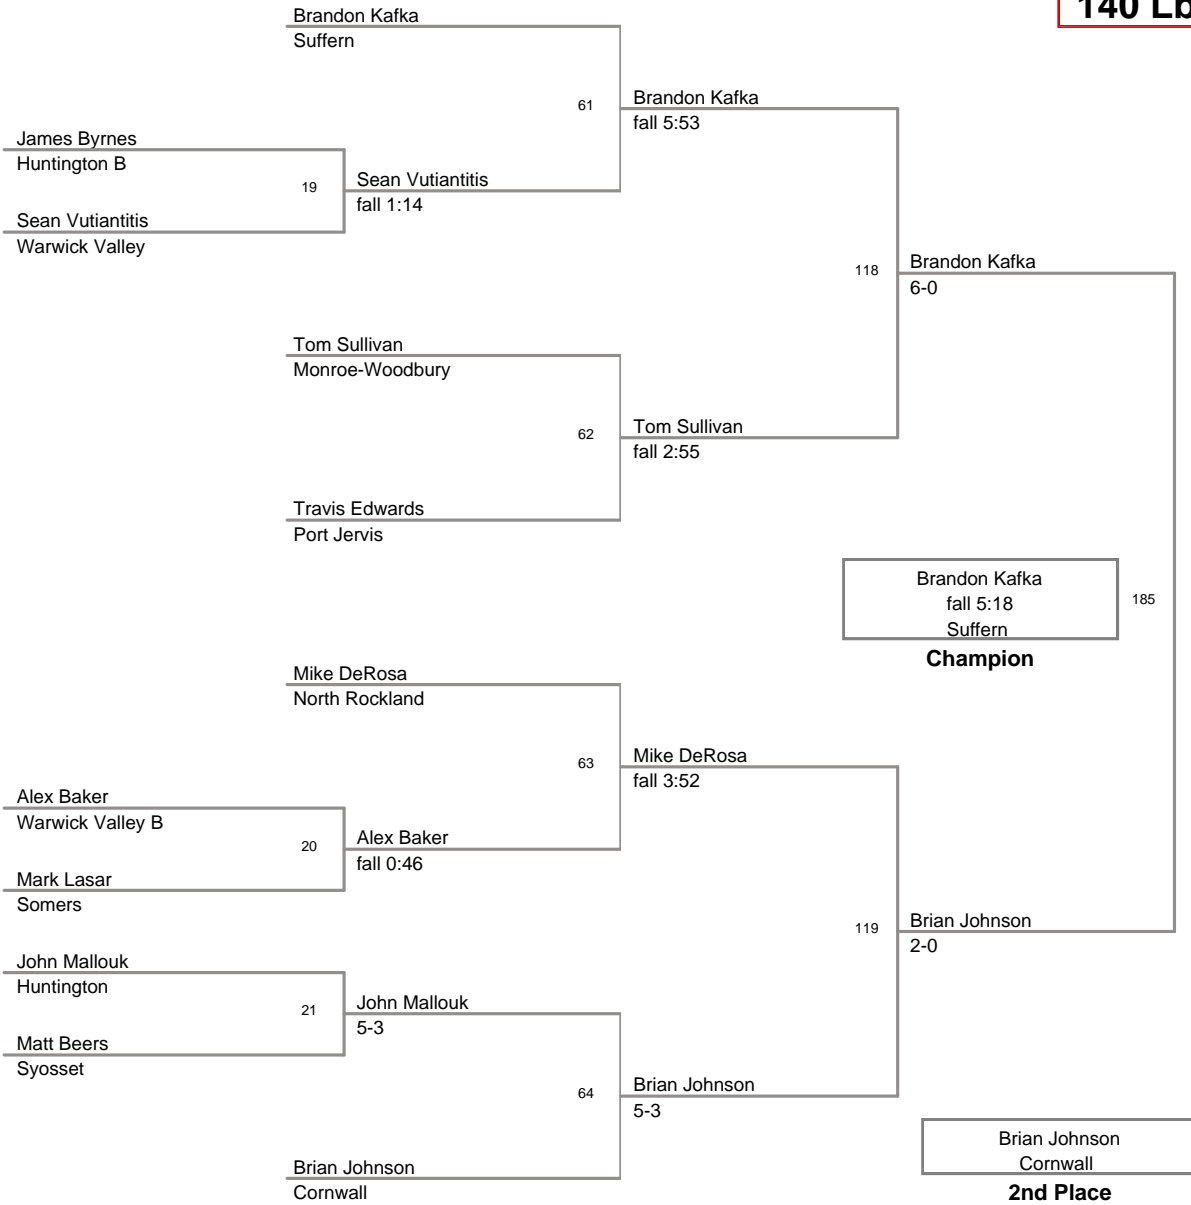 140 Lb
Brandon Kafka
Suffern
61
Brandon Kafka
fall 5:53
James Byrnes
Huntington B
19
Sean Vutiantitis
fall 1:14
Sean Vutiantitis
Warwick Valley
118
Brandon Kafka
6-0
Tom Sullivan
Monroe-Woodbury
62
Tom Sullivan
fall 2:55
Travis Edwards
Port Jervis
Brandon Kafka
fall 5:18
Suffern
185
Champion
Mike DeRosa
North Rockland
63
Mike DeRosa
fall 3:52
Alex Baker
Warwick Valley B
20
Alex Baker
fall 0:46
Mark Lasar
Somers
119
Brian Johnson
2-0
John Mallouk
Huntington
21
John Mallouk
5-3
Matt Beers
Syosset
64
Brian Johnson
5-3
Brian Johnson
Cornwall
Brian Johnson
Cornwall
2nd Place